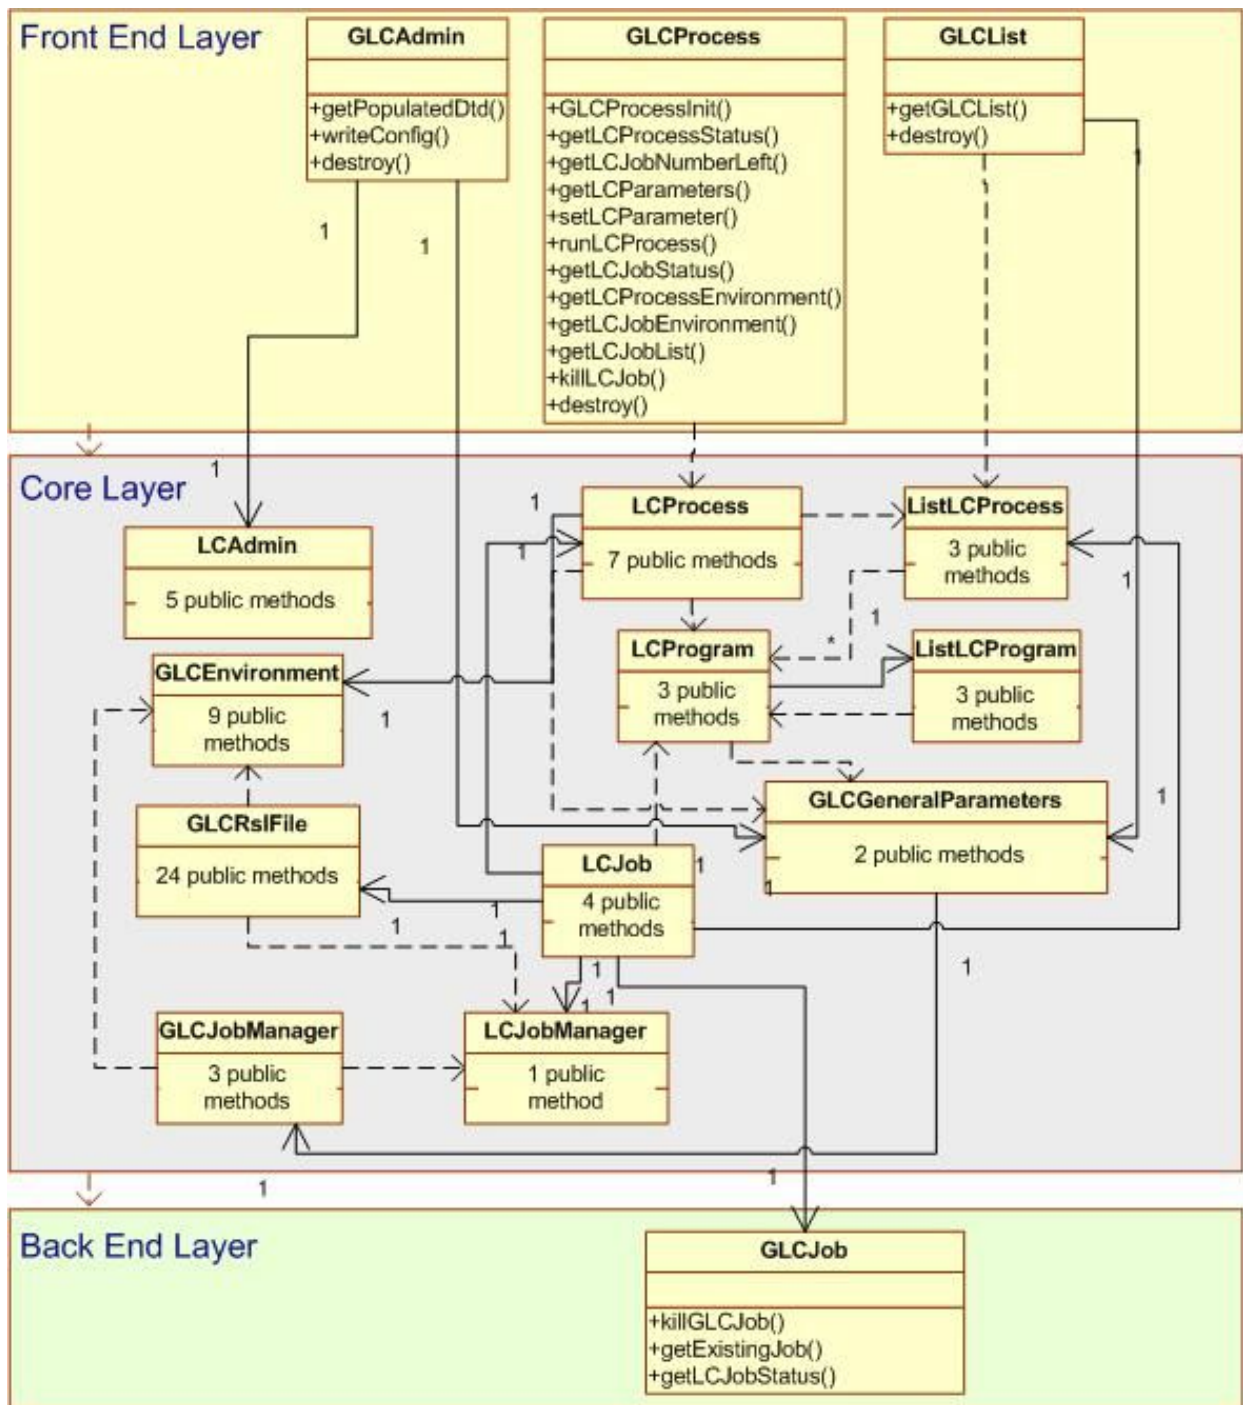 Front End Layer
GLCAdmin
+getPopulatedDtd()
+writeConfig()
+destroy()
GLCProcess
+GLCProcessInit()
+getLCProcessStatus()
+getLCJobNumberLeft()
+getLCParameters()
+setLCParameter()
+runLCProcess()
+getLCJobStatus()
+getLCProcessEnvironment()
+getLCJobEnvironment()
+getLCJobList()
+killLCJob()
+destroy()
GLCList
+getGLCList()
+destroy()
1
1
1
1
Core Layer
LCAdmin
5 public methods
LCProcess
7 public methods
ListLCProcess
3 public
methods
1
1
1
1
*
GLCEnvironment
9 public
methods
1
LCProgram
3 public
methods
ListLCProgram
3 public
methods
GLCGeneralParameters
2 public methods
1
1
1
GLCRslFile
24 public methods
LCJob
4 public
methods
1
1
1
1
1
1
1
GLCJobManager
3 public
methods
LCJobManager
1 public
method
1
1
Back End Layer
GLCJob
+killGLCJob()
+getExistingJob()
+getLCJobStatus()